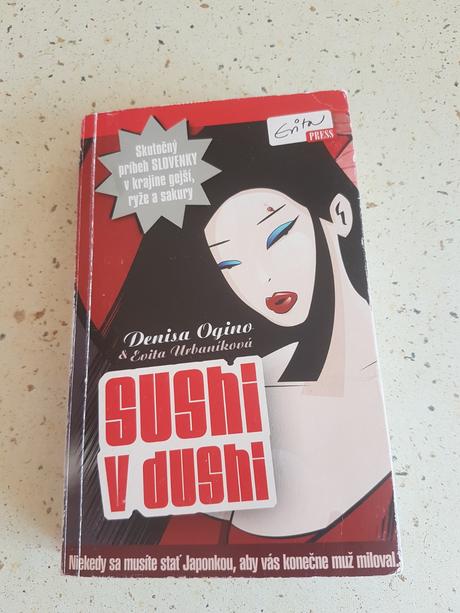 Skutočný
príbeh SLOVENKY
v krajine gejší,
ryže a sakury
Evita
PRESS
Denisa Ogino
& Evita Urbaníková
sushi
v dushi
Niekedy sa musíte stať Japonkou, aby vás konečne muž miloval.